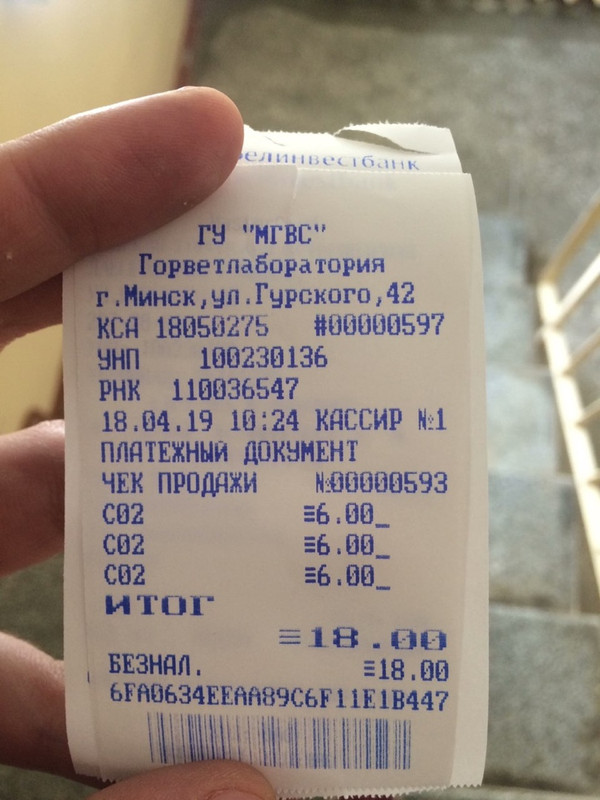 елинвестбанк
ГУ "МГВС"
Горветлаборатория
г.Минск,ул.Гурского,42
КСА 18050275 #00000597
УНП 100230136
РНК 110036547
18.04.19 10:24 КАССИР №1
ПЛАТЕЖНЫЙ ДОКУМЕНТ
ЧЕК ПРОДАЖИ №00000593
С02 ≡6.00_
С02 ≡6.00_
С02 ≡6.00_
ИТОГ
≡18.00
БЕЗНАЛ. ≡18.00
6FA0634EEAA89C6F11E1B447